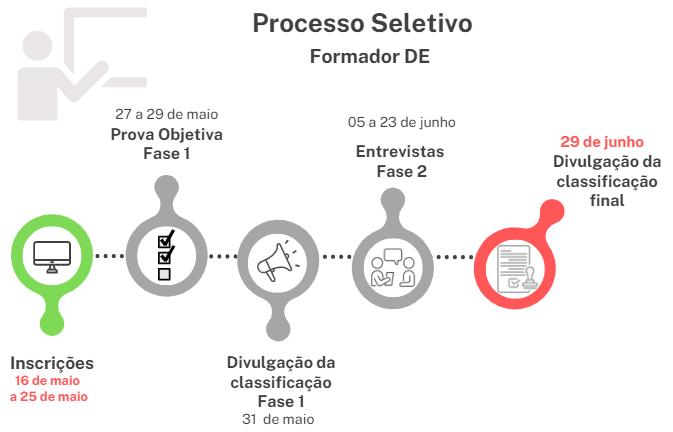 Processo Seletivo
Formador DE
Inscrições
16 de maio
a 25 de maio
27 a 29 de maio
Prova Objetiva
Fase 1
Divulgação da
classificação
Fase 1
31 de maio
05 a 23 de junho
Entrevistas
Fase 2
29 de junho
Divulgação da
classificação
final